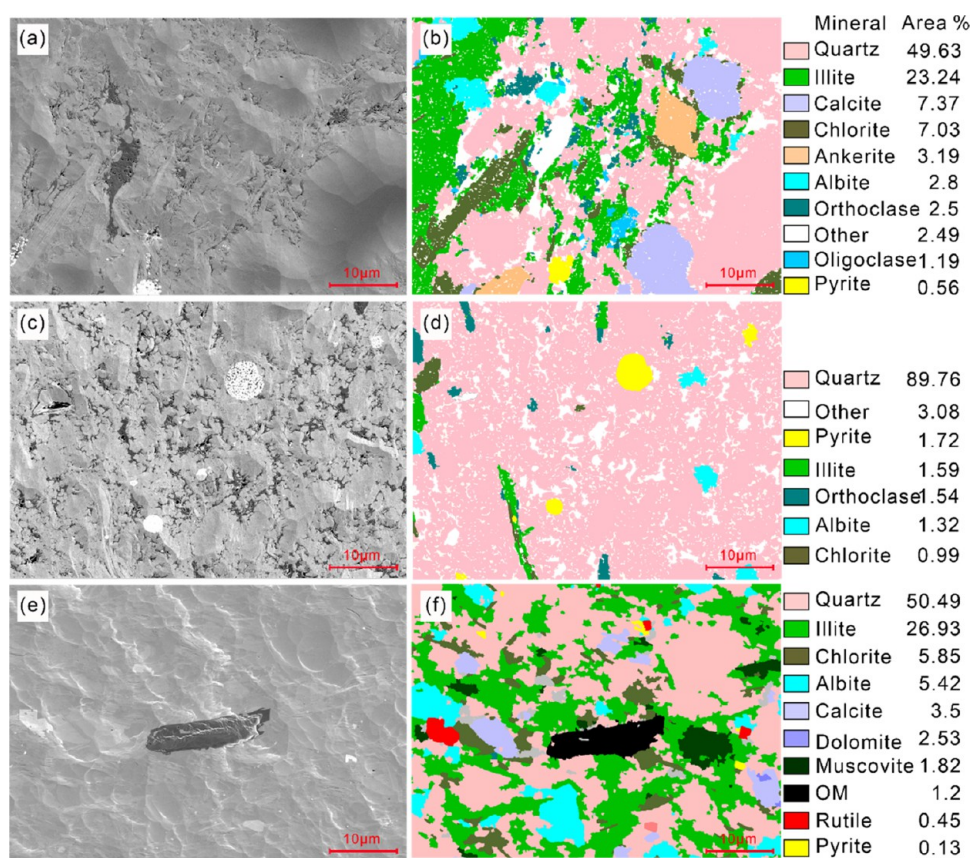 (a)
10μm
(b)
10μm
Mineral Area %
Quartz 49.63
Illite 23.24
Calcite 7.37
Chlorite 7.03
Ankerite 3.19
Albite 2.8
Orthoclase 2.5
Other 2.49
Oligoclase 1.19
Pyrite 0.56
(c)
10μm
(d)
10μm
Quartz 89.76
Other 3.08
Pyrite 1.72
Illite 1.59
Orthoclase 1.54
Albite 1.32
Chlorite 0.99
(e)
10μm
(f)
10μm
Quartz 50.49
Illite 26.93
Chlorite 5.85
Albite 5.42
Calcite 3.5
Dolomite 2.53
Muscovite 1.82
OM 1.2
Rutile 0.45
Pyrite 0.13